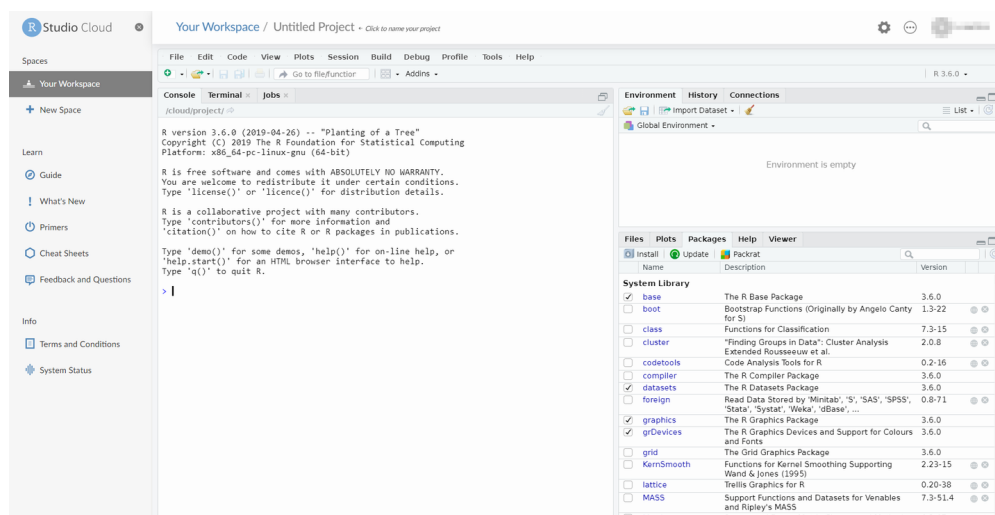 R Studio Cloud
Your Workspace / Untitled Project - Click to name your project
Spaces
Your Workspace
New Space
Learn
Guide
What's New
Primers
Cheat Sheets
Feedback and Questions
Info
Terms and Conditions
System Status
File Edit Code View Plots Session Build Debug Profile Tools Help
Go to file/function Addins R 3.6.0
Console Terminal Jobs
/cloud/project/
R version 3.6.0 (2019-04-26) -- "Planting of a Tree"
Copyright (C) 2019 The R Foundation for Statistical Computing
Platform: x86_64-pc-linux-gnu (64-bit)
R is free software and comes with ABSOLUTELY NO WARRANTY.
You are welcome to redistribute it under certain conditions.
Type 'license()' or 'licence()' for distribution details.
R is a collaborative project with many contributors.
Type 'contributors()' for more information and
'citation()' on how to cite R or R packages in publications.
Type 'demo()' for some demos, 'help()' for on-line help, or
'help.start()' for an HTML browser interface to help.
Type 'q()' to quit R.
>
Environment History Connections
Import Dataset List
Global Environment
Environment is empty
Files Plots Packages Help Viewer
Install Update Packrat
Name Description Version
System Library
base The R Base Package 3.6.0
boot Bootstrap Functions (Originally by Angelo Canty 1.3-22
for S)
class Functions for Classification 7.3-15
cluster "Finding Groups in Data": Cluster Analysis 2.0.8
Extended Rousseeuw et al.
codetools Code Analysis Tools for R 0.2-16
compiler The R Compiler Package 3.6.0
datasets The R Datasets Package 3.6.0
foreign Read Data Stored by 'Minitab', 'S', 'SAS', 'SPSS', 0.8-71
'Stata', 'Systat', 'Weka', 'dBase', ...
graphics The R Graphics Package 3.6.0
grDevices The R Graphics Devices and Support for Colours 3.6.0
and Fonts
grid The Grid Graphics Package 3.6.0
KernSmooth Functions for Kernel Smoothing Supporting 2.23-15
Wand & Jones (1995)
lattice Trellis Graphics for R 0.20-38
MASS Support Functions and Datasets for Venables 7.3-51.4
and Ripley's MASS